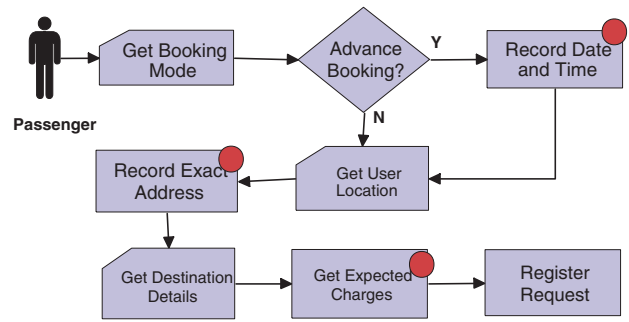 Get Booking
Mode
Advance
Booking?
Y
Record Date
and Time
Passenger
N
Record Exact
Address
Get User
Location
Get Destination
Details
Get Expected
Charges
Register
Request